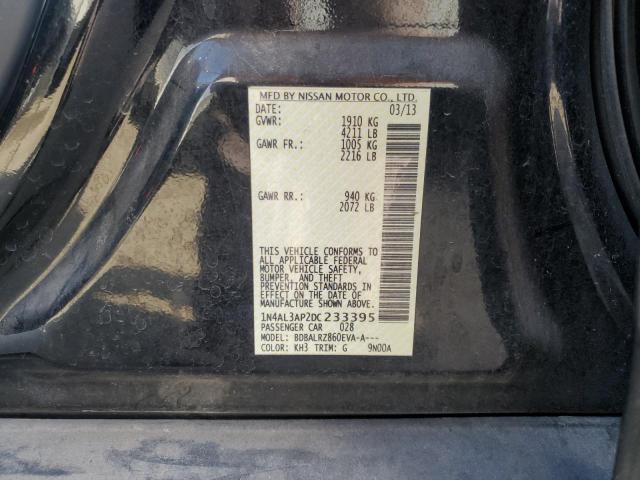 MFD BY NISSAN MOTOR CO., LTD.
DATE: 03/13
GVWR: 1910 KG
4211 LB
GAWR FR.: 1005 KG
2216 LB
GAWR RR.: 940 KG
2072 LB
THIS VEHICLE CONFORMS TO
ALL APPLICABLE FEDERAL
MOTOR VEHICLE SAFETY,
BUMPER, AND THEFT
PREVENTION STANDARDS IN
EFFECT ON THE DATE OF
MANUFACTURE SHOWN ABOVE.
1N4AL3AP2DC233395
PASSENGER CAR 028
MODEL: BDBALRZ860EVA-A---
COLOR: KH3 TRIM: G 9N00A